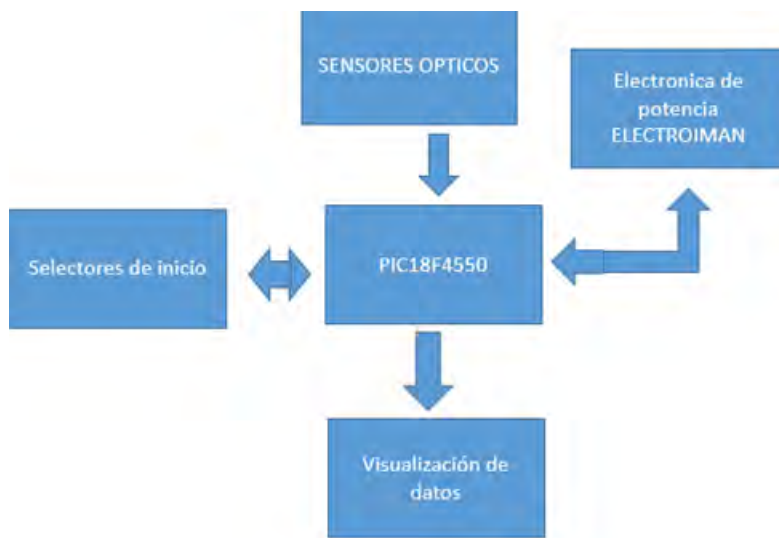 SENSORES OPTICOS
Electronica de
potencia
ELECTROIMAN
Selectores de inicio
PIC18F4550
Visualización de
datos